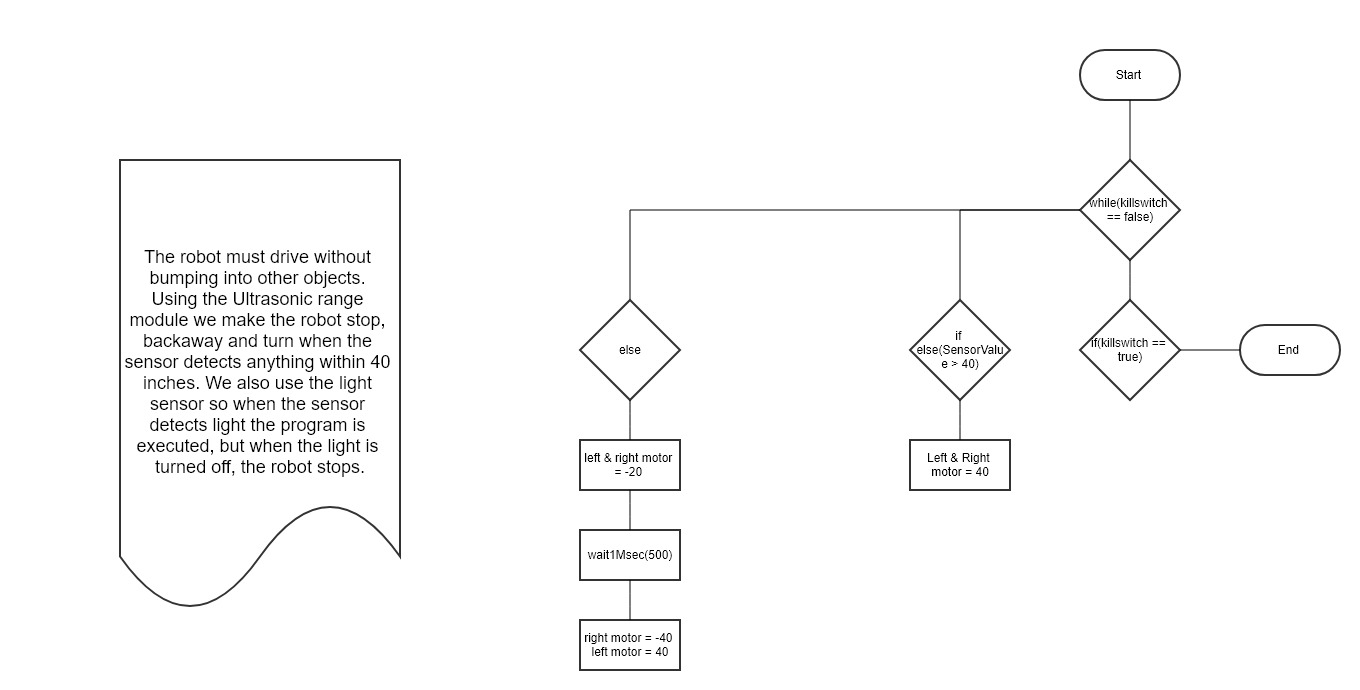 Start
The robot must drive without
bumping into other objects.
Using the Ultrasonic range
module we make the robot stop,
backaway and turn when the
sensor detects anything within 40
inches. We also use the light
sensor so when the sensor
detects light the program is
executed, but when the light is
turned off, the robot stops.
while(killswitch
== false)
else
if
else(SensorValu
e > 40)
if(killswitch ==
true)
End
left & right motor
= -20
Left & Right
motor = 40
wait1Msec(500)
right motor = -40
left motor = 40